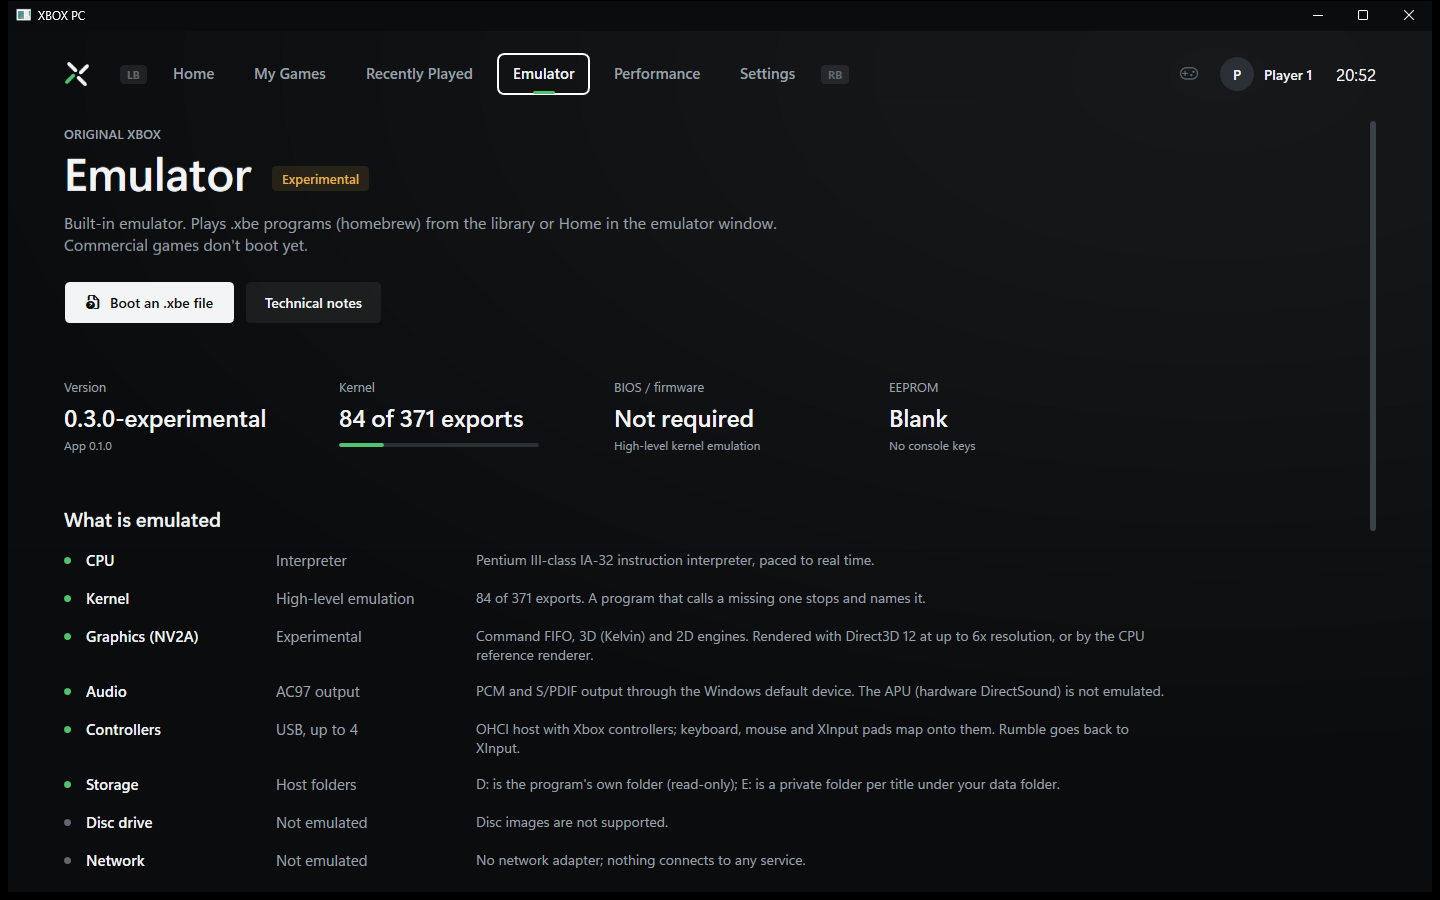 XBOX PC
LB Home My Games Recently Played Emulator Performance Settings RB P Player 1 20:52
ORIGINAL XBOX
Emulator Experimental
Built-in emulator. Plays .xbe programs (homebrew) from the library or Home in the emulator window.
Commercial games don't boot yet.
Boot an .xbe file Technical notes
Version Kernel BIOS / firmware EEPROM
0.3.0-experimental 84 of 371 exports Not required Blank
App 0.1.0 High-level kernel emulation No console keys
What is emulated
CPU Interpreter Pentium III-class IA-32 instruction interpreter, paced to real time.
Kernel High-level emulation 84 of 371 exports. A program that calls a missing one stops and names it.
Graphics (NV2A) Experimental Command FIFO, 3D (Kelvin) and 2D engines. Rendered with Direct3D 12 at up to 6x resolution, or by the CPU
reference renderer.
Audio AC97 output PCM and S/PDIF output through the Windows default device. The APU (hardware DirectSound) is not emulated.
Controllers USB, up to 4 OHCI host with Xbox controllers; keyboard, mouse and XInput pads map onto them. Rumble goes back to
XInput.
Storage Host folders D: is the program's own folder (read-only); E: is a private folder per title under your data folder.
Disc drive Not emulated Disc images are not supported.
Network Not emulated No network adapter; nothing connects to any service.